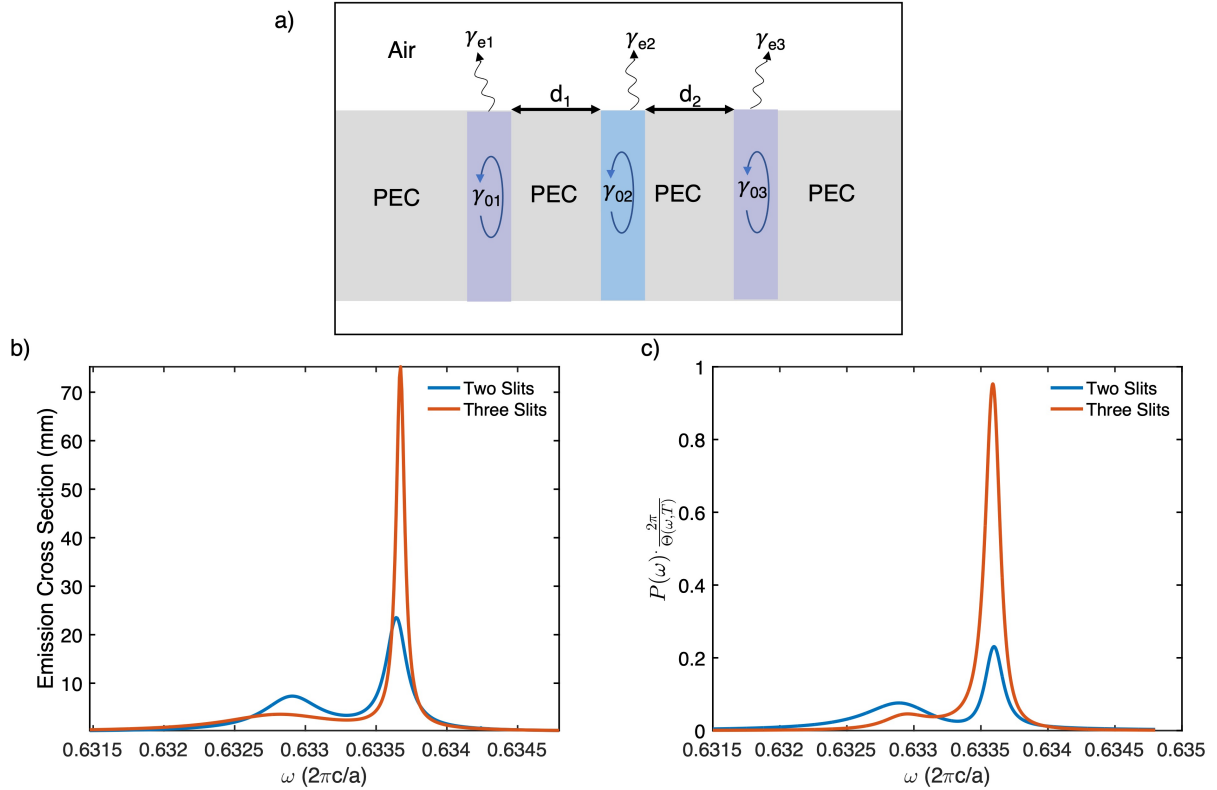 a)
Air
γe1
γe2
γe3
d1
d2
PEC
γ01
PEC
γ02
PEC
γ03
PEC
b)
Emission Cross Section (mm)
70
60
50
40
30
20
10
Two Slits
Three Slits
0.6315
0.632
0.6325
0.633
0.6335
0.634
0.6345
ω (2πc/a)
c)
P(ω)· 2π/Θ(ω,T)
1
0.8
0.6
0.4
0.2
0
Two Slits
Three Slits
0.6315
0.632
0.6325
0.633
0.6335
0.634
0.6345
0.635
ω (2πc/a)